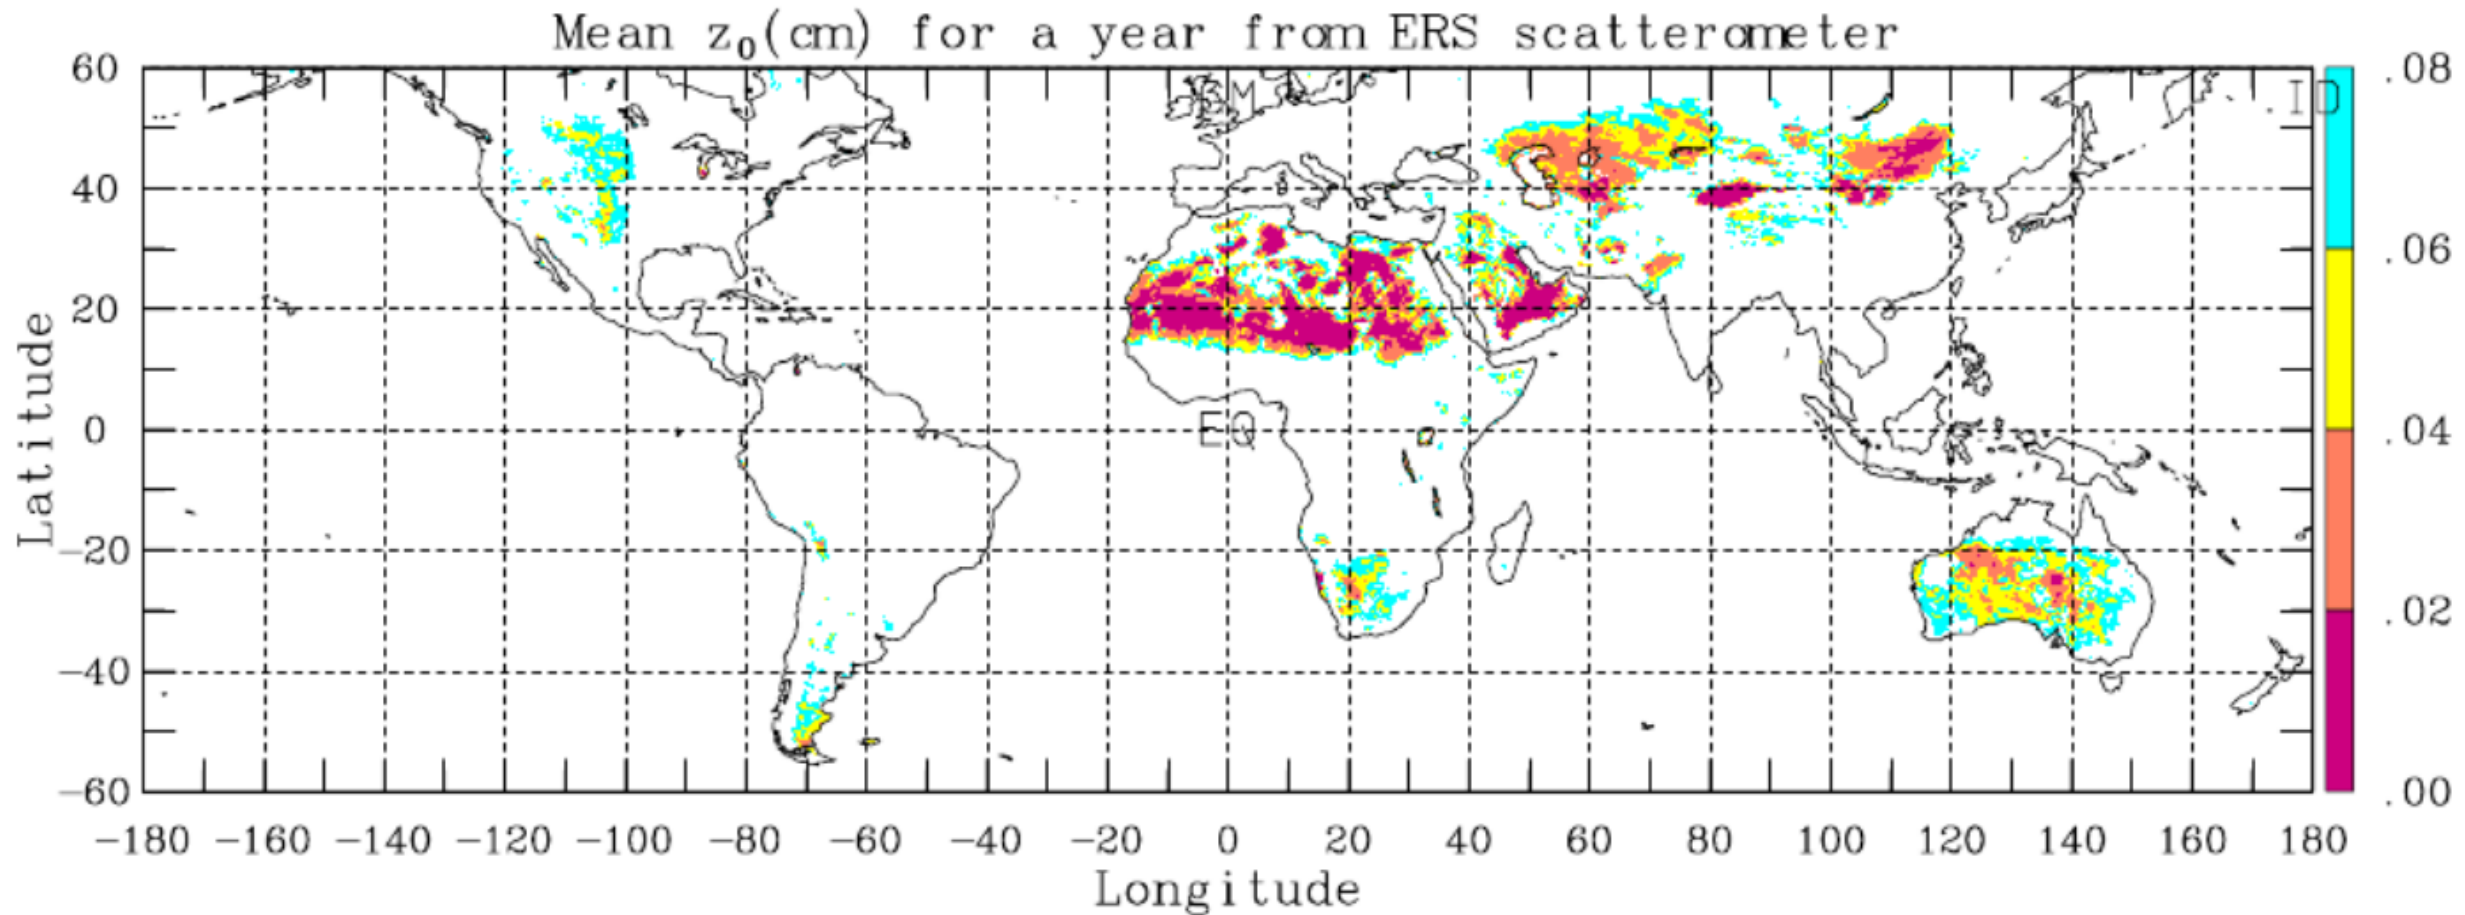 Mean z₀(cm) for a year from ERS scatterometer
60
40
20
0
−20
−40
−60
Latitude
GM
ID
EQ
.08
.06
.04
.02
.00
−180 −160 −140 −120 −100 −80 −60 −40 −20 0 20 40 60 80 100 120 140 160 180
Longitude